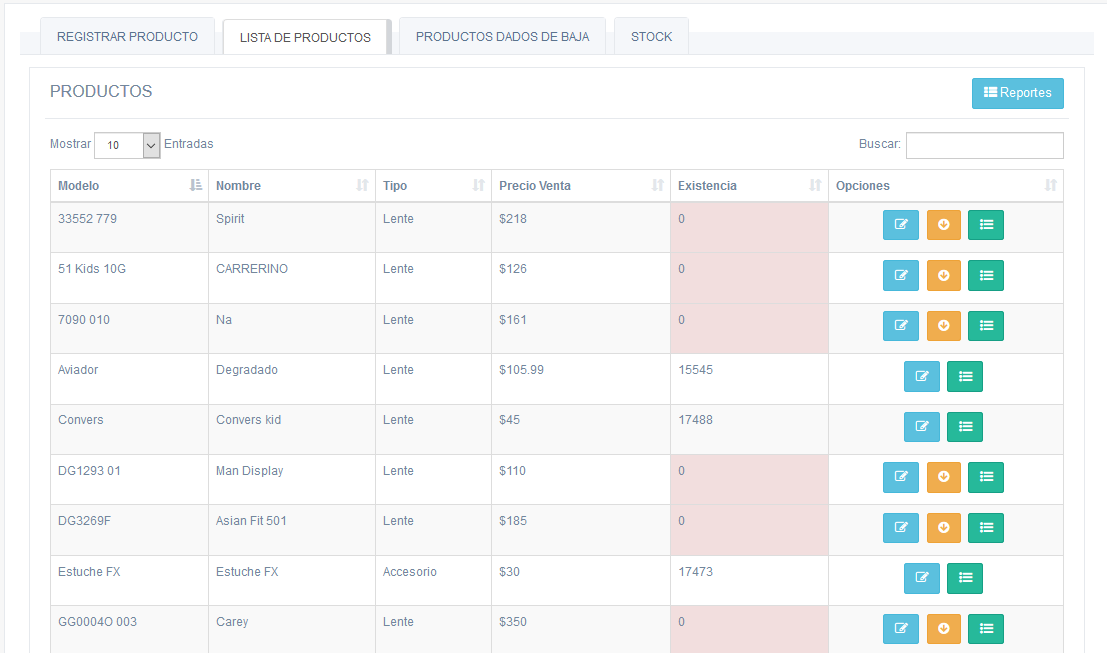 REGISTRAR PRODUCTO LISTA DE PRODUCTOS PRODUCTOS DADOS DE BAJA STOCK
PRODUCTOS Reportes
Mostrar 10 Entradas Buscar:
Modelo Nombre Tipo Precio Venta Existencia Opciones
33552 779 Spirit Lente $218 0
51 Kids 10G CARRERINO Lente $126 0
7090 010 Na Lente $161 0
Aviador Degradado Lente $105.99 15545
Convers Convers kid Lente $45 17488
DG1293 01 Man Display Lente $110 0
DG3269F Asian Fit 501 Lente $185 0
Estuche FX Estuche FX Accesorio $30 17473
GG0004O 003 Carey Lente $350 0